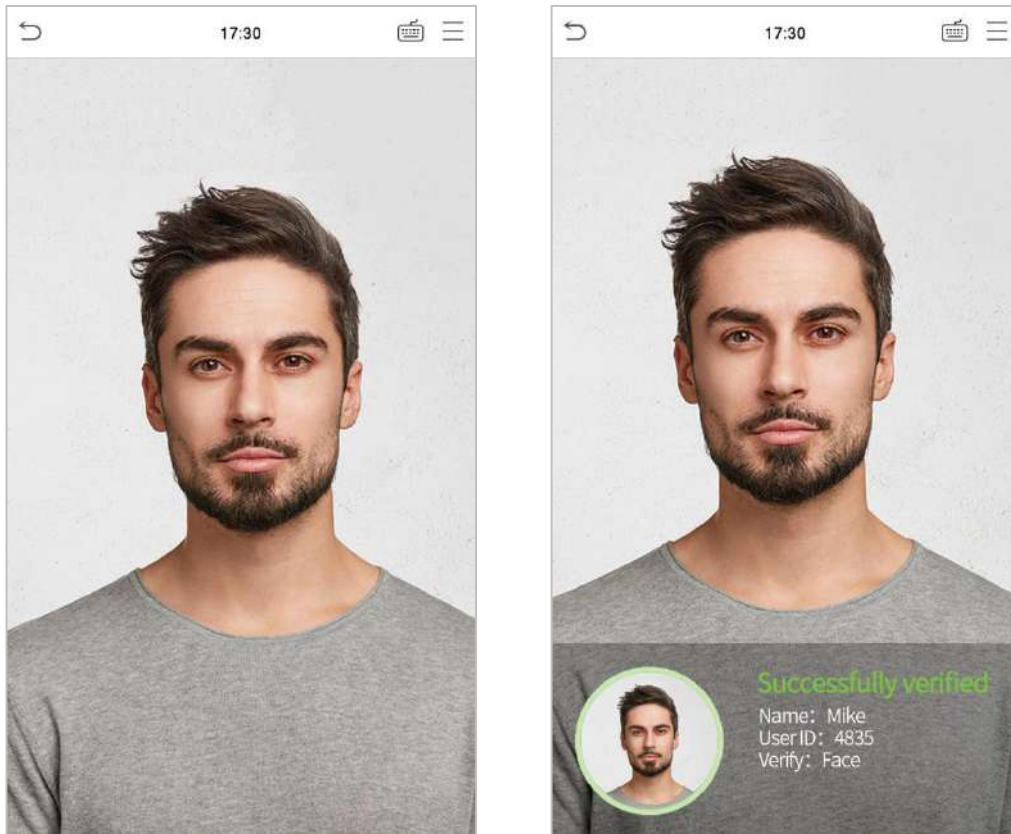 17:30
17:30
Successfully verified
Name: Mike
User ID: 4835
Verify: Face